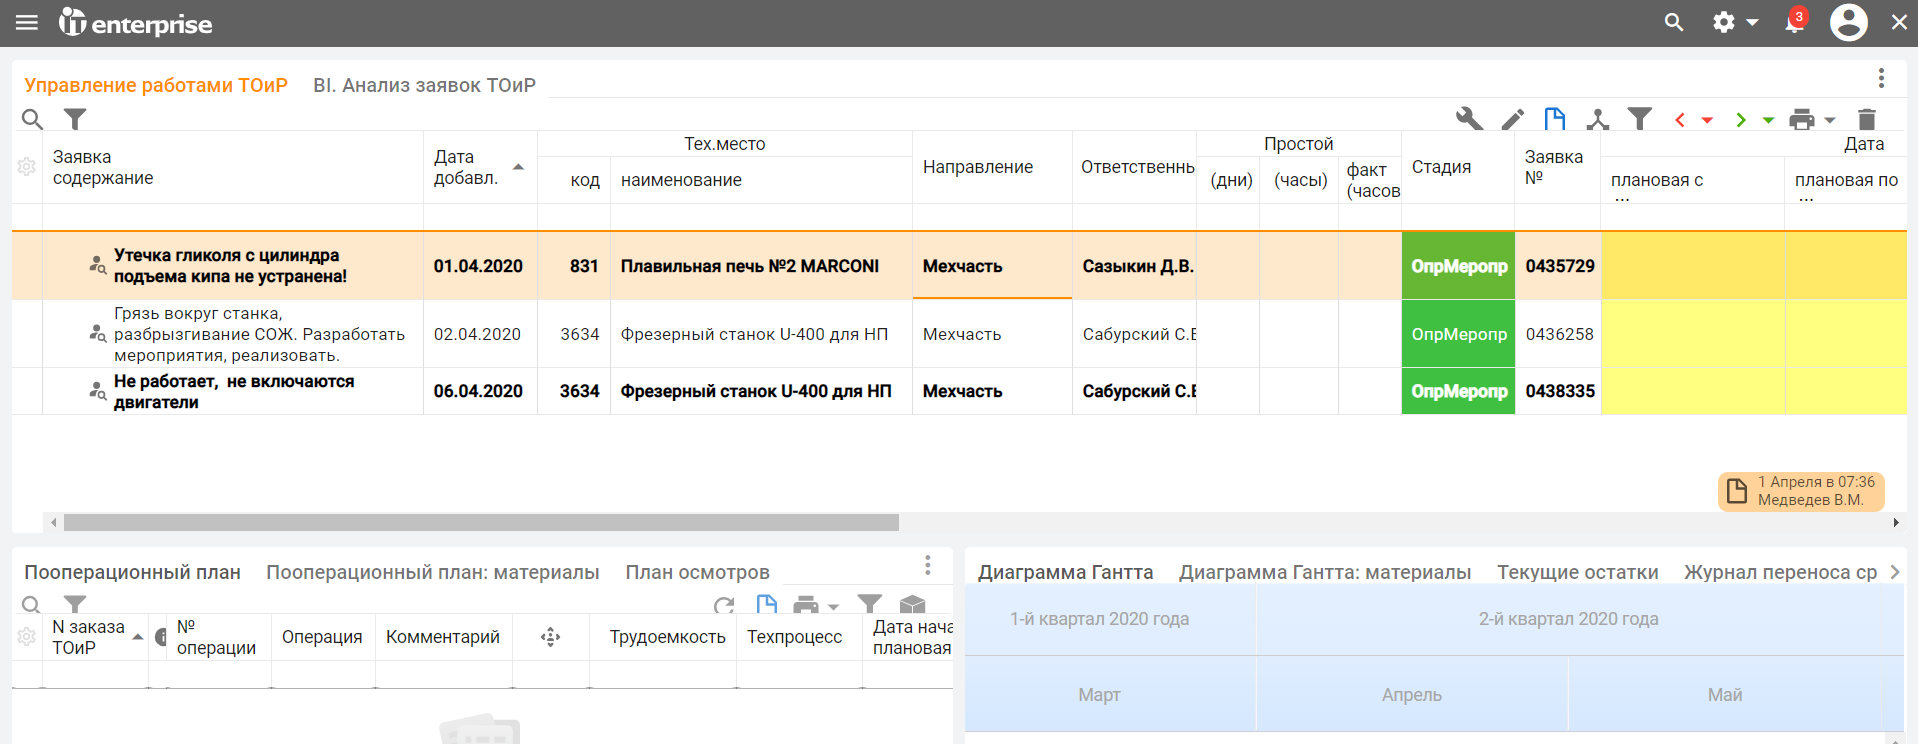 iT enterprise
3
Управление работами ТОиР
BI. Анализ заявок ТОиР
Заявка
содержание
Дата
добавл.
Тех.место
код
наименование
Направление
Ответственнь
Простой
(дни)
(часы)
факт
(часов
Стадия
Заявка
№
Дата
плановая с
...
плановая по
...
Утечка гликоля с цилиндра
подъема кипа не устранена!
01.04.2020
831
Плавильная печь №2 MARCONI
Мехчасть
Сазыкин Д.В.
ОпрМеропр
0435729
Грязь вокруг станка,
разбрызгивание СОЖ. Разработать
мероприятия, реализовать.
02.04.2020
3634
Фрезерный станок U-400 для НП
Мехчасть
Сабурский С.Е
ОпрМеропр
0436258
Не работает,  не включаются
двигатели
06.04.2020
3634
Фрезерный станок U-400 для НП
Мехчасть
Сабурский С.Е
ОпрМеропр
0438335
1 Апреля в 07:36
Медведев В.М.
Пооперационный план
Пооперационный план: материалы
План осмотров
N заказа
ТОиР
№
операции
Операция
Комментарий
Трудоемкость
Техпроцесс
Дата нача
плановая
Диаграмма Гантта
Диаграмма Гантта: материалы
Текущие остатки
Журнал переноса ср
1-й квартал 2020 года
2-й квартал 2020 года
Март
Апрель
Май